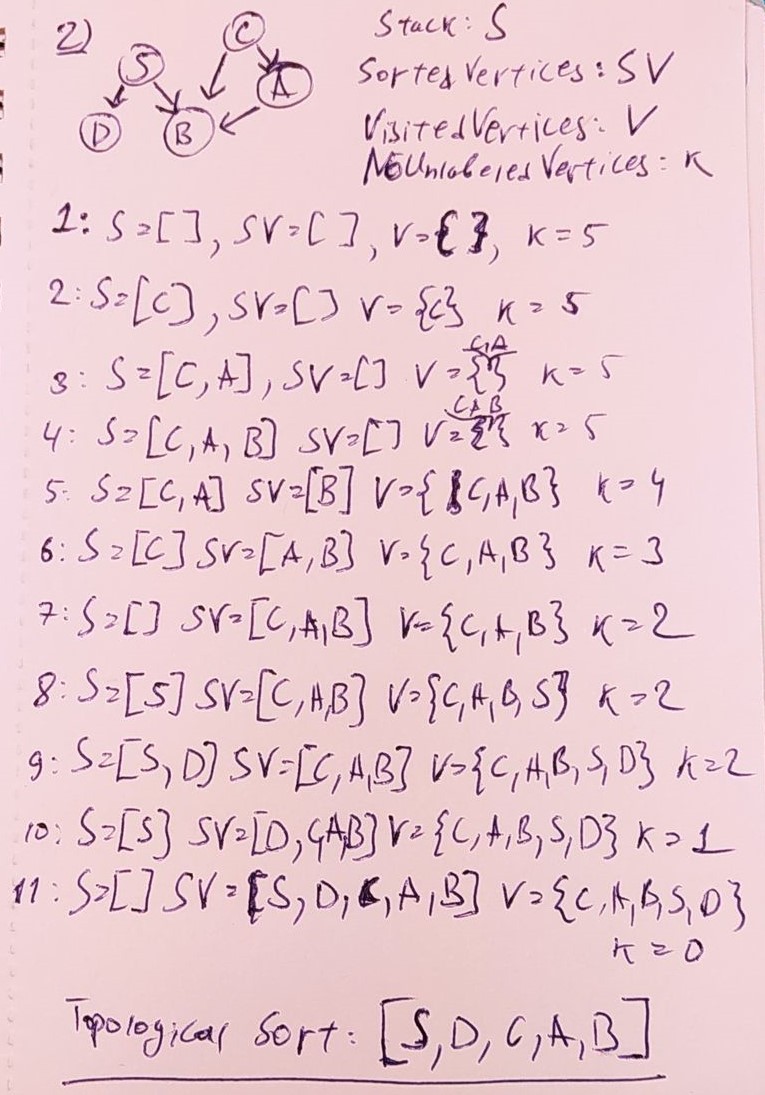 2)
S
C
A
D
B
Stack: S
Sorted Vertices: SV
Visited Vertices: V
NoUnlabeled Vertices: K
1: S=[], SV=[], V={}, K=5
2: S=[C], SV=[] V={C} K=5
3: S=[C,A], SV=[] V={C,A} K=5
4: S=[C,A,B] SV=[] V={C,A,B} K=5
5: S=[C,A] SV=[B] V={C,A,B} K=4
6: S=[C] SV=[A,B] V={C,A,B} K=3
7: S=[] SV=[C,A,B] V={C,A,B} K=2
8: S=[S] SV=[C,A,B] V={C,A,B,S} K=2
9: S=[S,D] SV=[C,A,B] V={C,A,B,S,D} K=2
10: S=[S] SV=[D,C,A,B] V={C,A,B,S,D} K=1
11: S=[] SV=[S,D,C,A,B] V={C,A,B,S,D}
K=0
Topological Sort: [S,D,C,A,B]